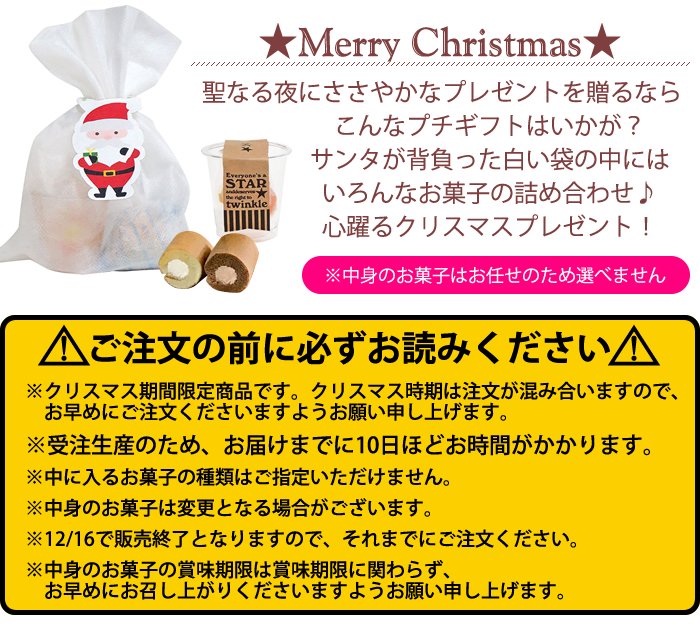 ★Merry Christmas★
聖なる夜にささやかなプレゼントを贈るなら
こんなプチギフトはいかが？
サンタが背負った白い袋の中には
いろんなお菓子の詰め合わせ♪
心躍るクリスマスプレゼント！
※中身のお菓子はお任せのため選べません
Everyone's a
STAR
anddeserves
the right to
twinkle
⚠ご注文の前に必ずお読みください⚠
※クリスマス期間限定商品です。クリスマス時期は注文が混み合いますので、
お早めにご注文くださいますようお願い申し上げます。
※受注生産のため、お届けまでに10日ほどお時間がかかります。
※中に入るお菓子の種類はご指定いただけません。
※中身のお菓子は変更となる場合がございます。
※12/16で販売終了となりますので、それまでにご注文ください。
※中身のお菓子の賞味期限は賞味期限に関わらず、
お早めにお召し上がりくださいますようお願い申し上げます。